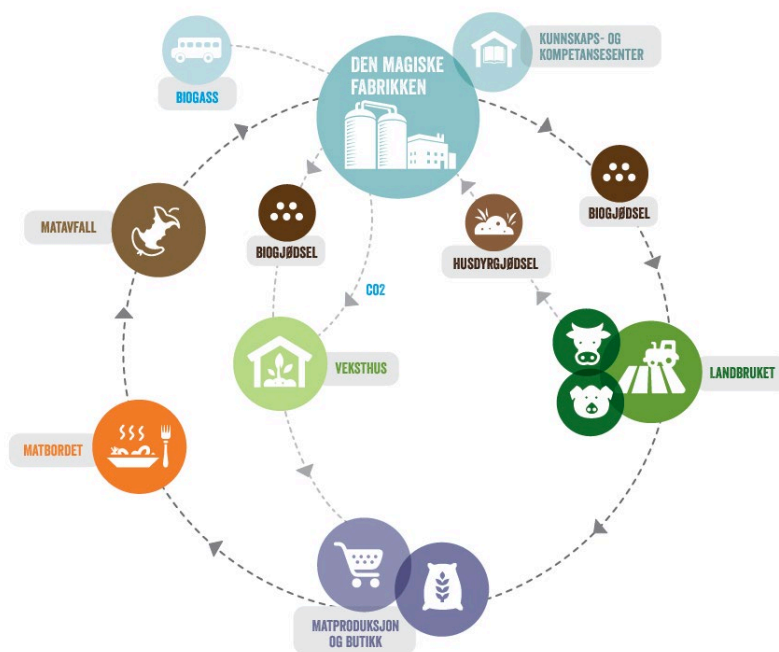 DEN MAGISKE
FABRIKKEN
KUNNSKAPS- OG
KOMPETANSESENTER
BIOGASS
BIOGJØDSEL
MATAVFALL
BIOGJØDSEL
HUSDYRGJØDSEL
CO2
VEKSTHUS
LANDBRUKET
MATBORDET
MATPRODUKSJON
OG BUTIKK